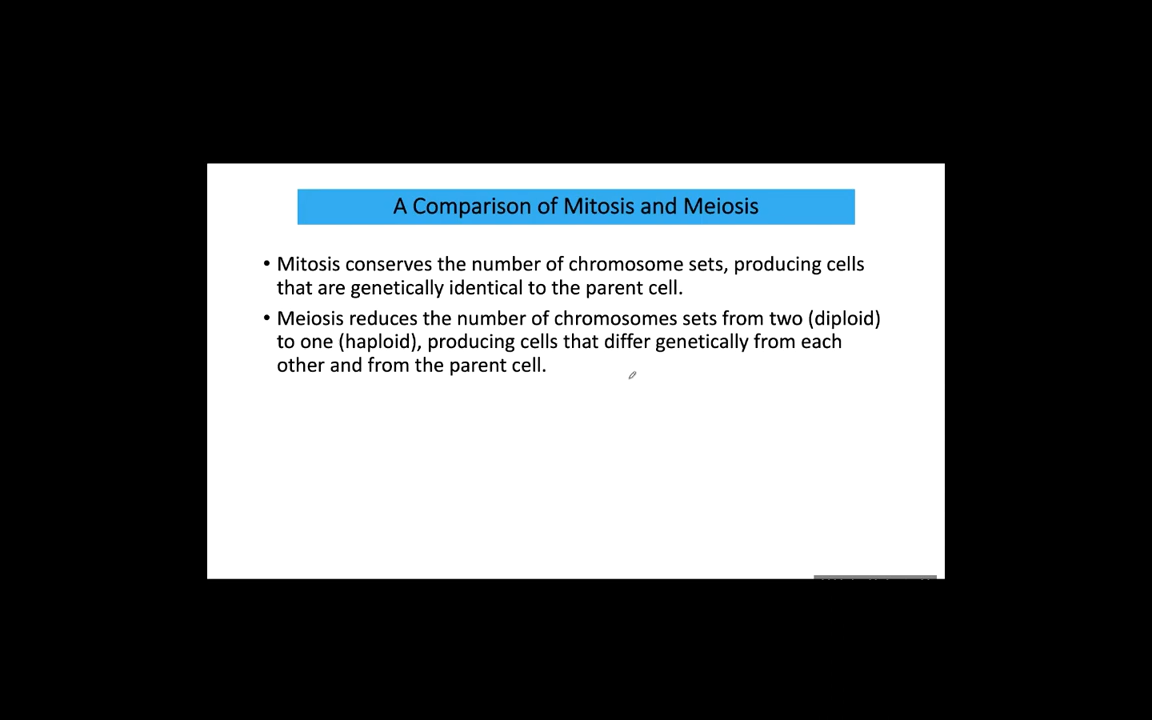 A Comparison of Mitosis and Meiosis
• Mitosis conserves the number of chromosome sets, producing cells
that are genetically identical to the parent cell.
• Meiosis reduces the number of chromosomes sets from two (diploid)
to one (haploid), producing cells that differ genetically from each
other and from the parent cell.